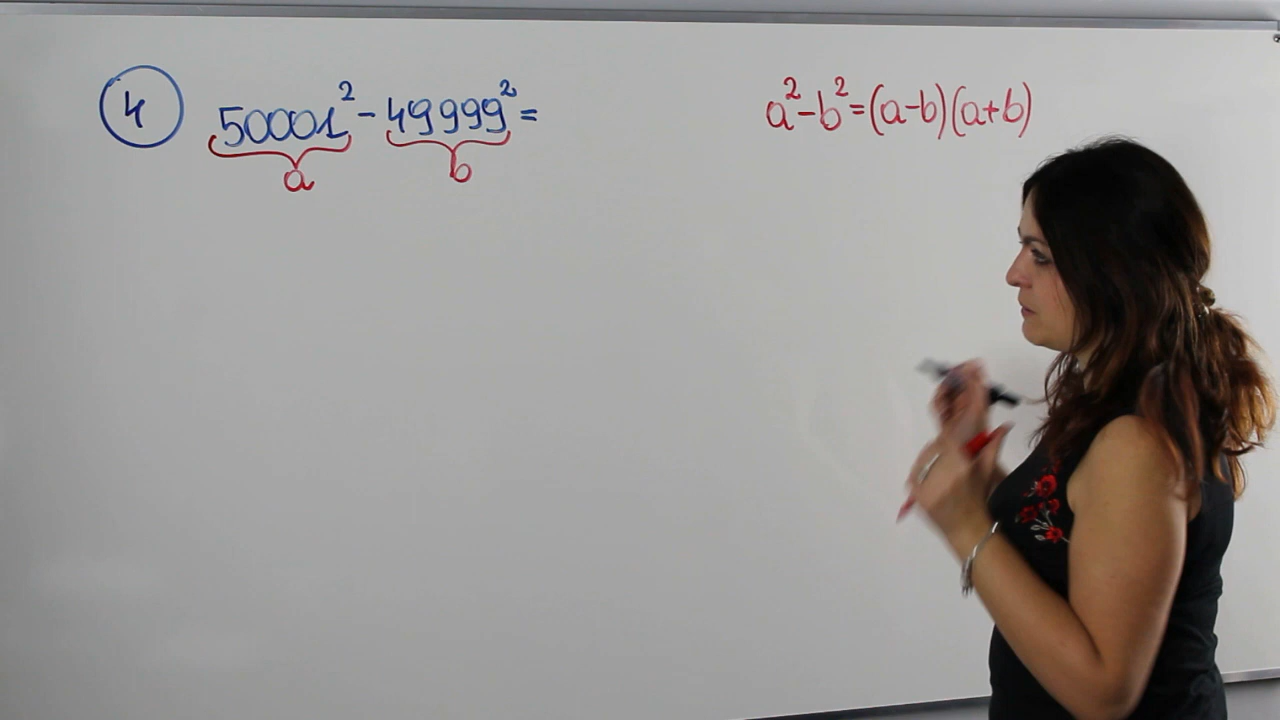 4 50001² - 49999² =
a b
a² - b² = (a-b)(a+b)